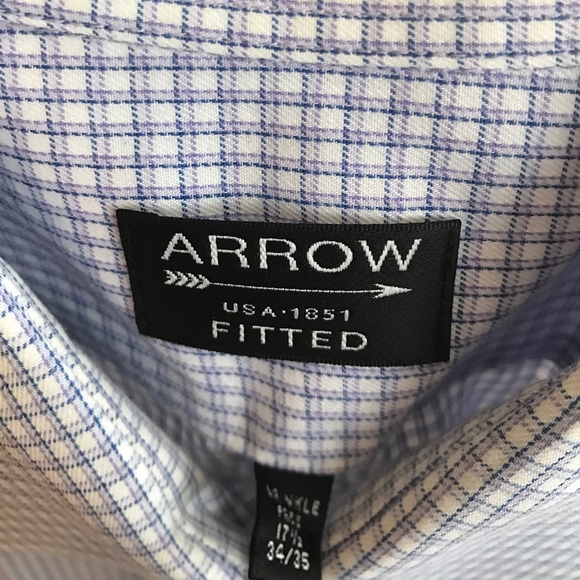 ARROW
USA·1851
FITTED
17½
34/35